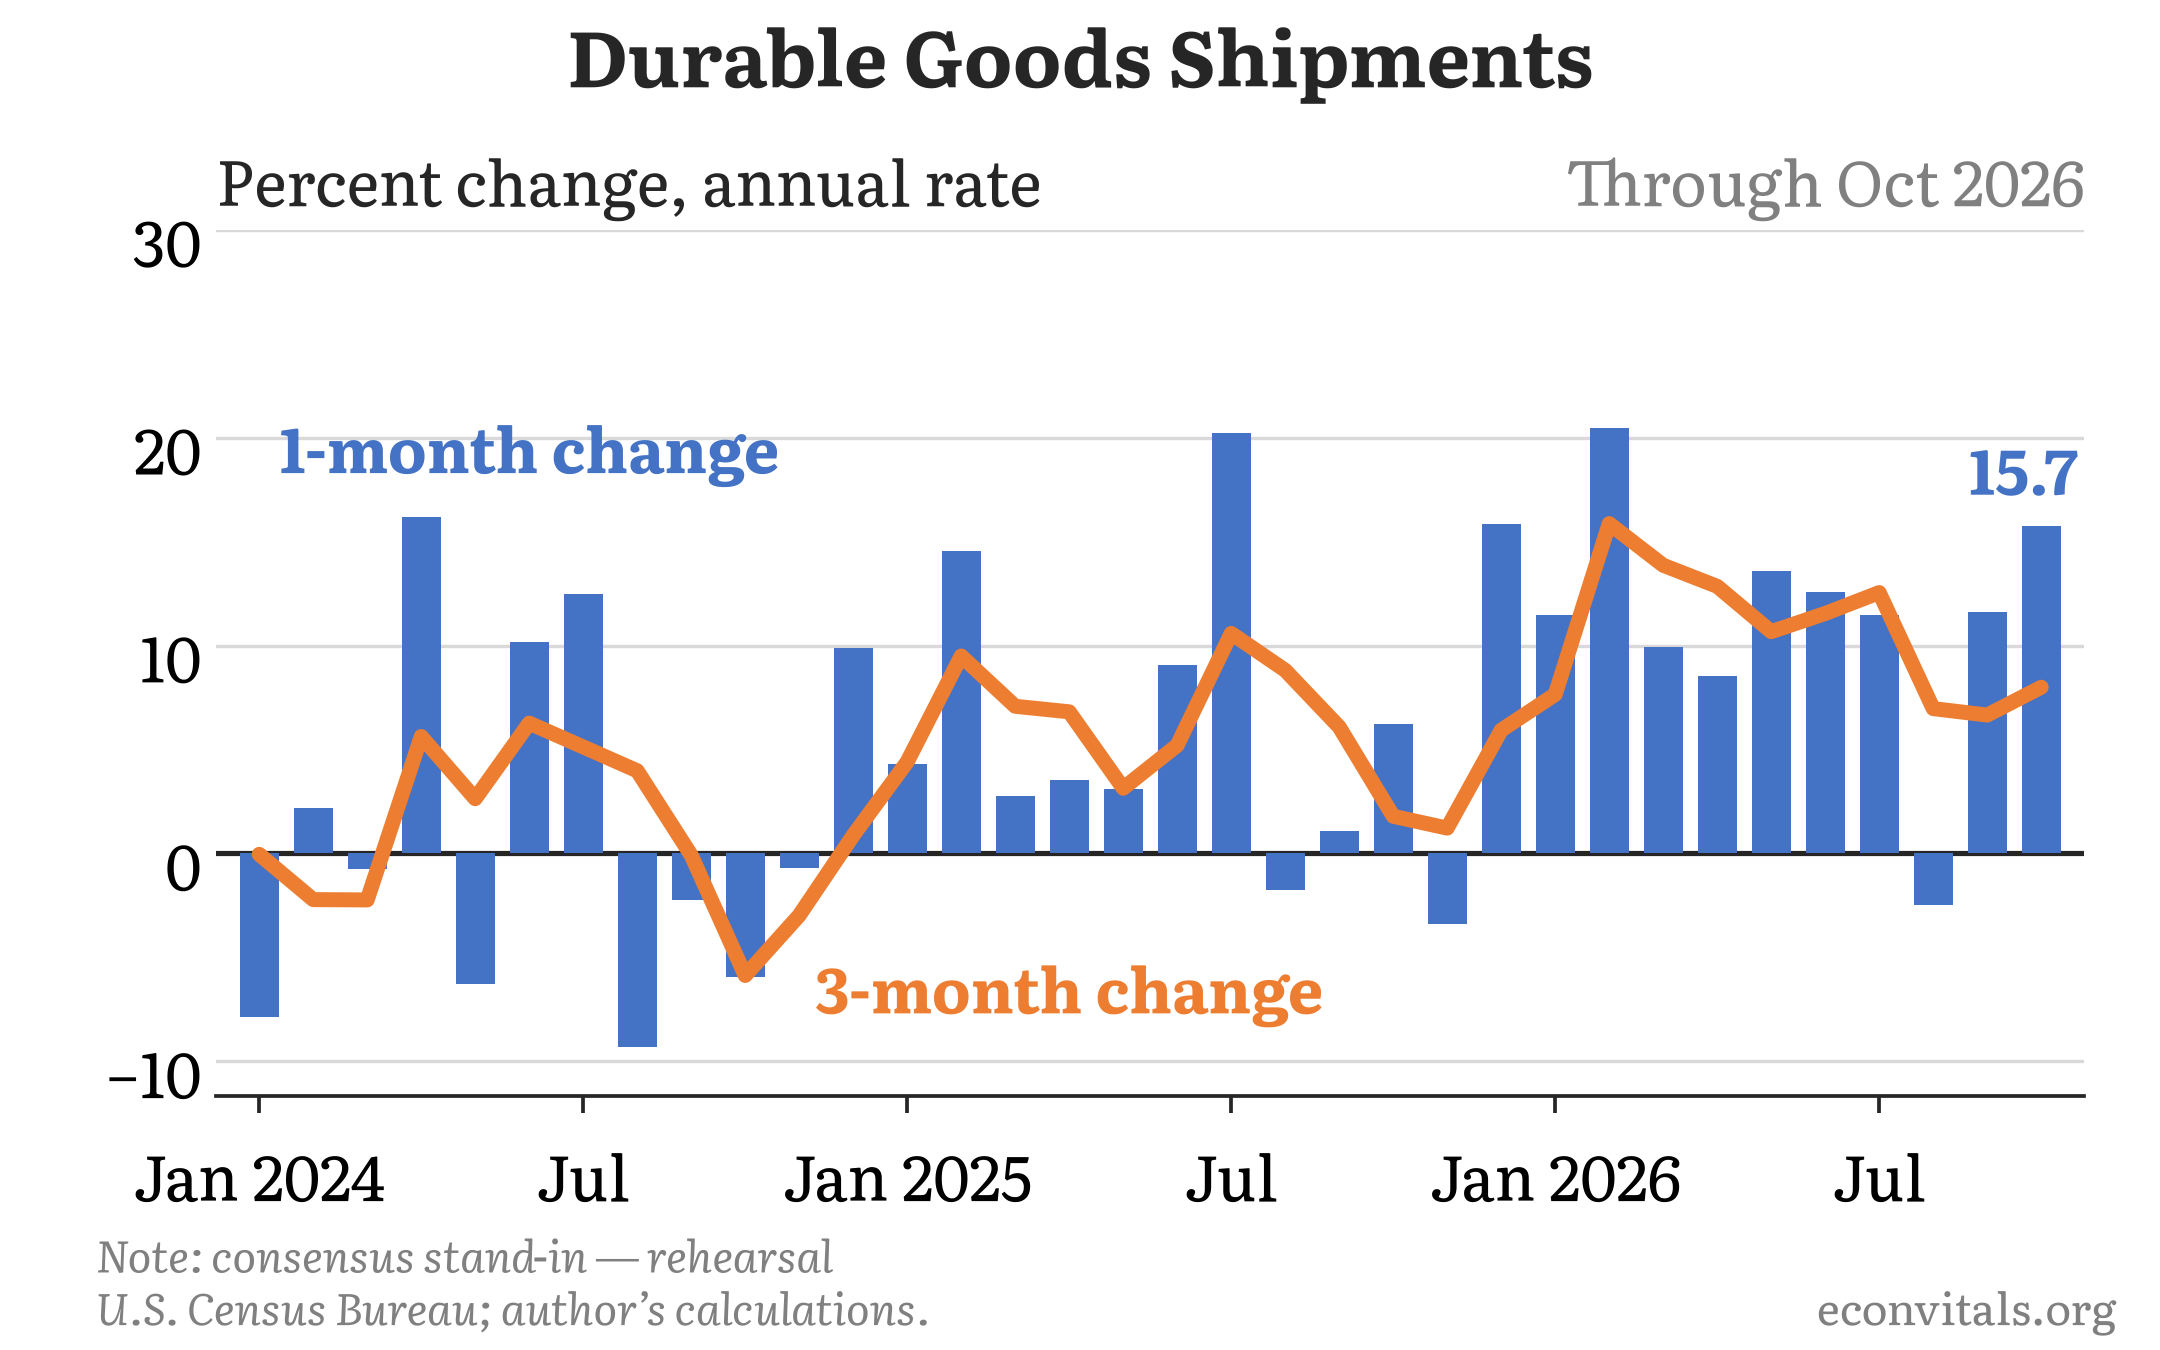 Durable Goods Shipments
Percent change, annual rate
Through Oct 2026
30
20
10
0
−10
1-month change
15.7
3-month change
Jan 2024
Jul
Jan 2025
Jul
Jan 2026
Jul
Note: consensus stand-in — rehearsal
U.S. Census Bureau; author’s calculations.
econvitals.org